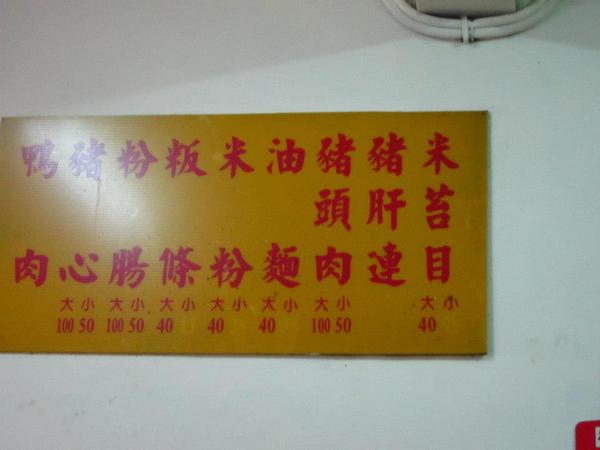 米苔目
大小
40
豬肝連
豬頭肉
大小
100 50
油麵
大小
40
米粉
大小
40
粄條
大小
40
粉腸
大小
100 50
豬心
大小
100 50
鴨肉